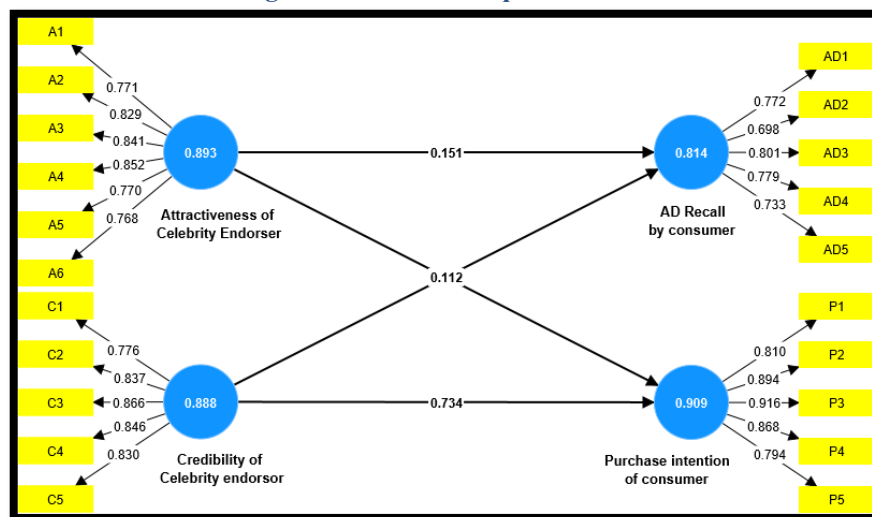 A1
A2
A3
A4
A5
A6
C1
C2
C3
C4
C5
0.771
0.829
0.841
0.852
0.770
0.768
0.776
0.837
0.866
0.846
0.830
0.893
Attractiveness of
Celebrity Endorser
0.888
Credibility of
Celebrity endorsor
0.151
0.112
0.734
0.814
AD Recall
by consumer
0.909
Purchase intention
of consumer
0.772
0.698
0.801
0.779
0.733
0.810
0.894
0.916
0.868
0.794
AD1
AD2
AD3
AD4
AD5
P1
P2
P3
P4
P5